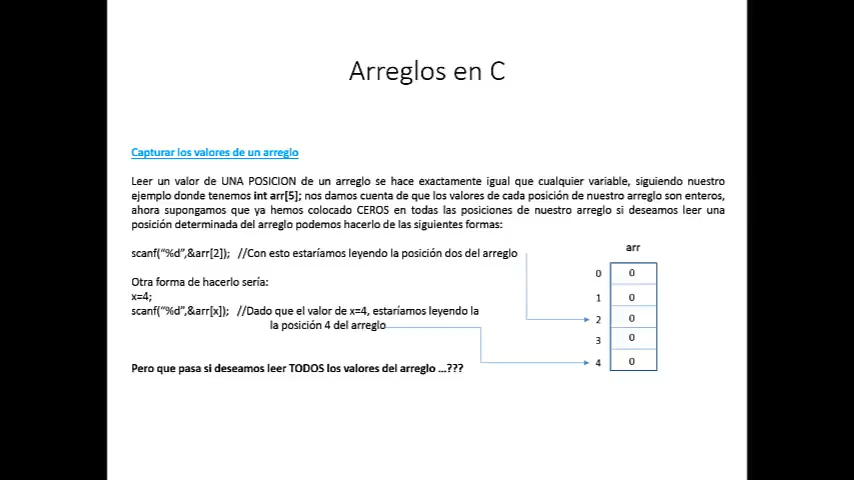 Arreglos en C
Capturar los valores de un arreglo
Leer un valor de UNA POSICION de un arreglo se hace exactamente igual que cualquier variable, siguiendo nuestro
ejemplo donde tenemos int arr[5]; nos damos cuenta de que los valores de cada posición de nuestro arreglo son enteros,
ahora supongamos que ya hemos colocado CEROS en todas las posiciones de nuestro arreglo si deseamos leer una
posición determinada del arreglo podemos hacerlo de las siguientes formas:
scanf(“%d”,&arr[2]); //Con esto estaríamos leyendo la posición dos del arreglo
Otra forma de hacerlo sería:
x=4;
scanf(“%d”,&arr[x]); //Dado que el valor de x=4, estaríamos leyendo la
la posición 4 del arreglo
Pero que pasa si deseamos leer TODOS los valores del arreglo ...???
arr
0 0
1 0
2 0
3 0
4 0